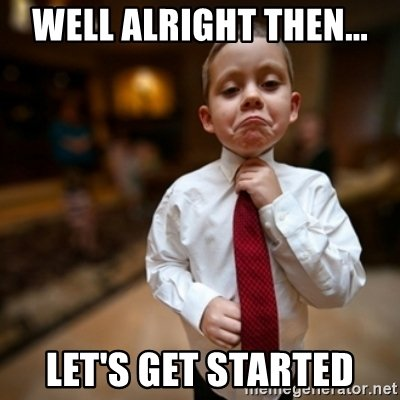 WELL ALRIGHT THEN...
LET'S GET STARTED
memegenerator.net